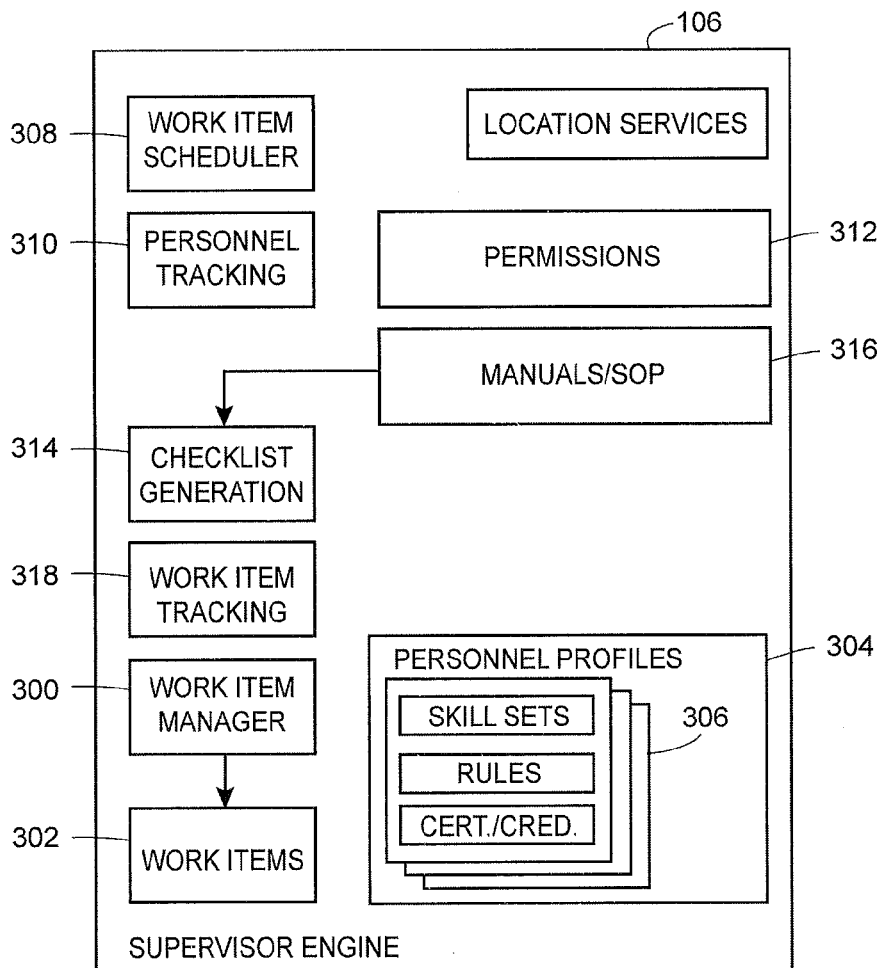 106
308
WORK ITEM
SCHEDULER
LOCATION SERVICES
310
PERSONNEL
TRACKING
PERMISSIONS
312
MANUALS/SOP
316
314
CHECKLIST
GENERATION
318
WORK ITEM
TRACKING
300
WORK ITEM
MANAGER
302
WORK ITEMS
PERSONNEL PROFILES
304
SKILL SETS
306
RULES
CERT./CRED.
SUPERVISOR ENGINE